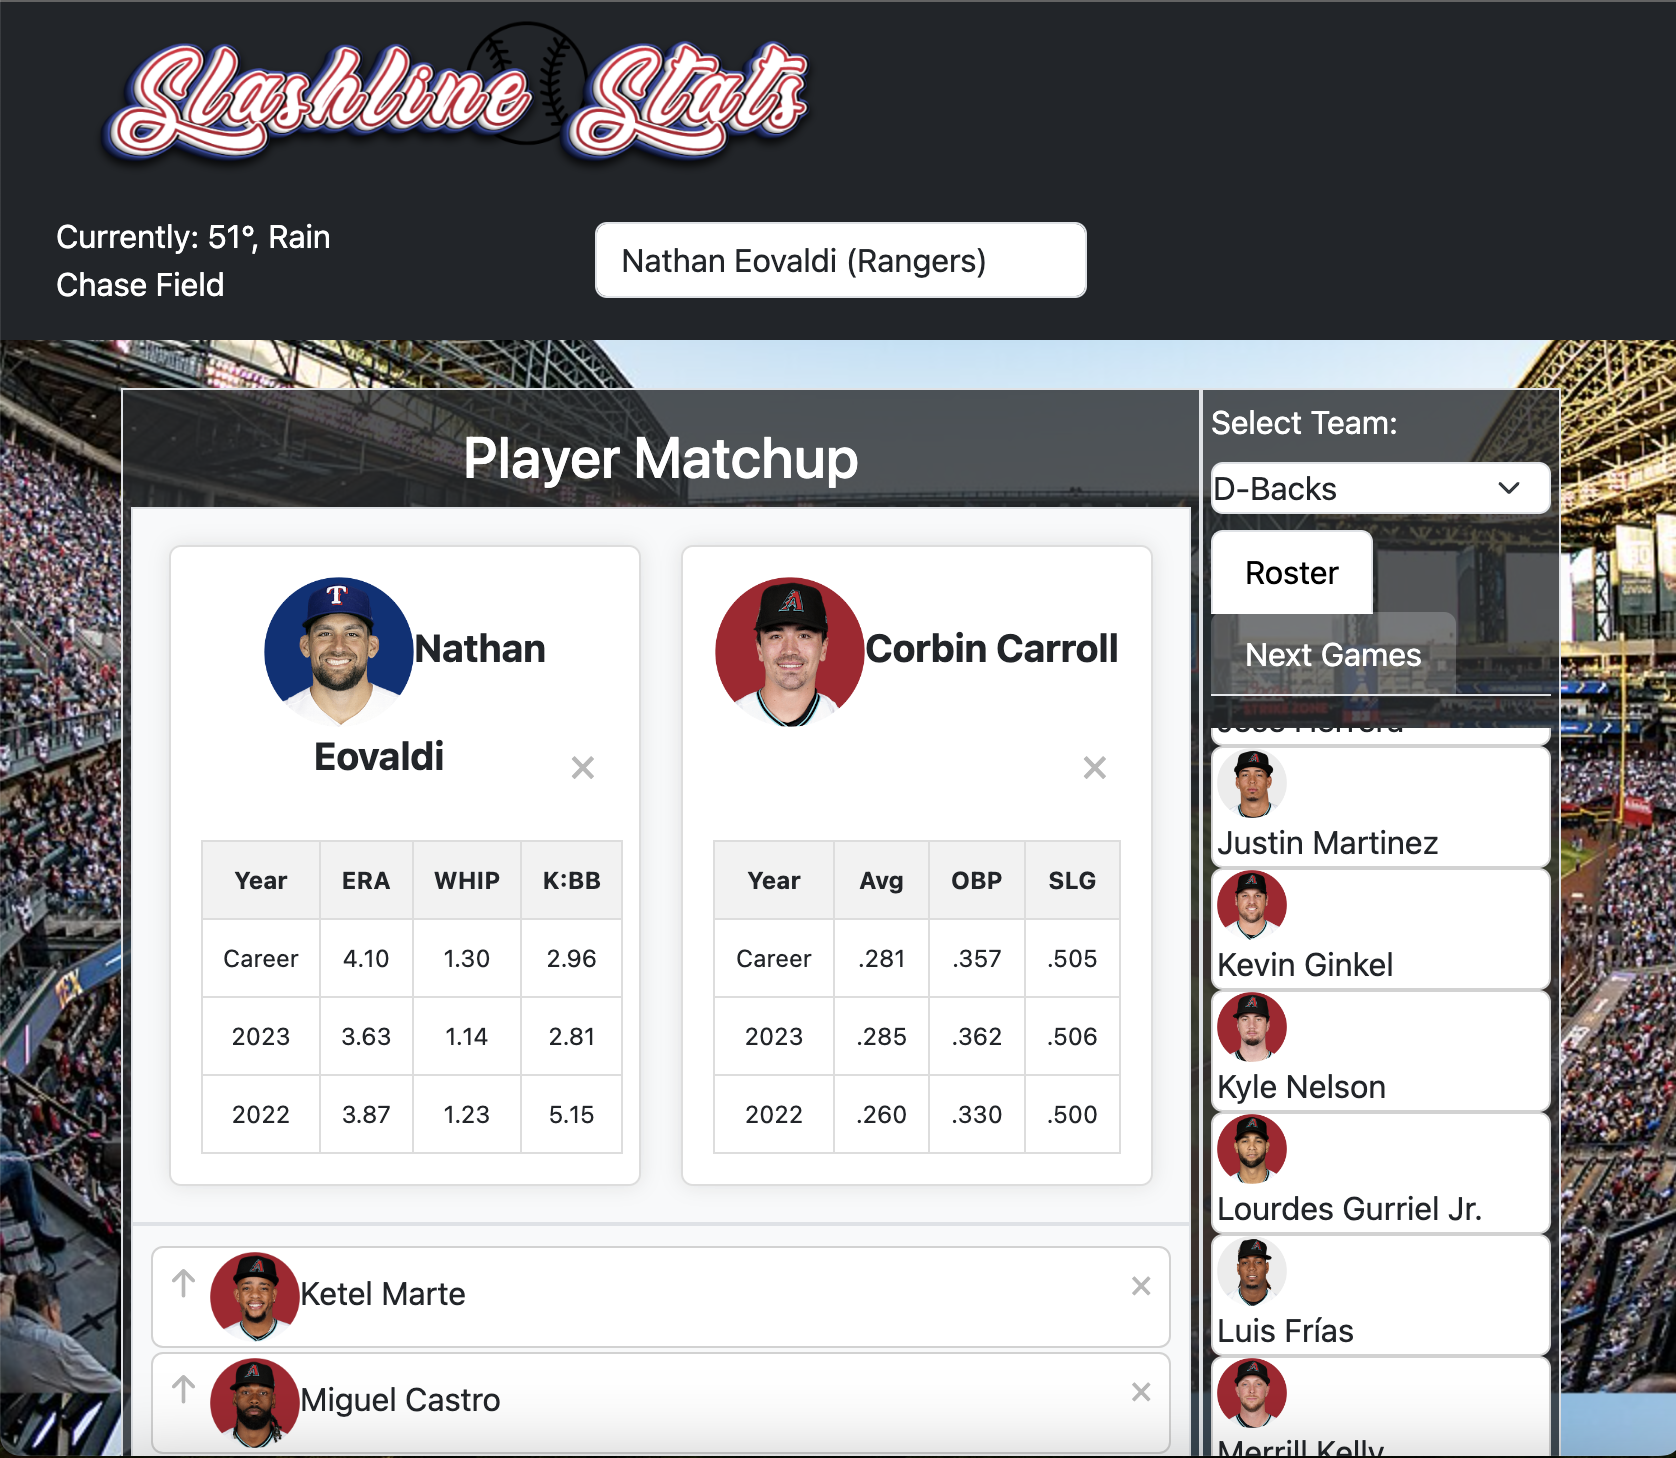 Slashline Stats
Currently: 51º, Rain
Chase Field
Nathan Eovaldi (Rangers)
Player Matchup
Nathan
Eovaldi
Year ERA WHIP K:BB
Career 4.10 1.30 2.96
2023 3.63 1.14 2.81
2022 3.87 1.23 5.15
Corbin Carroll
Year Avg OBP SLG
Career .281 .357 .505
2023 .285 .362 .506
2022 .260 .330 .500
Ketel Marte
Miguel Castro
Select Team:
D-Backs
Roster
Next Games
STRIKE ZONE
Justin Martinez
Kevin Ginkel
Kyle Nelson
Lourdes Gurriel Jr.
Luis Frías
Merrill Kelly